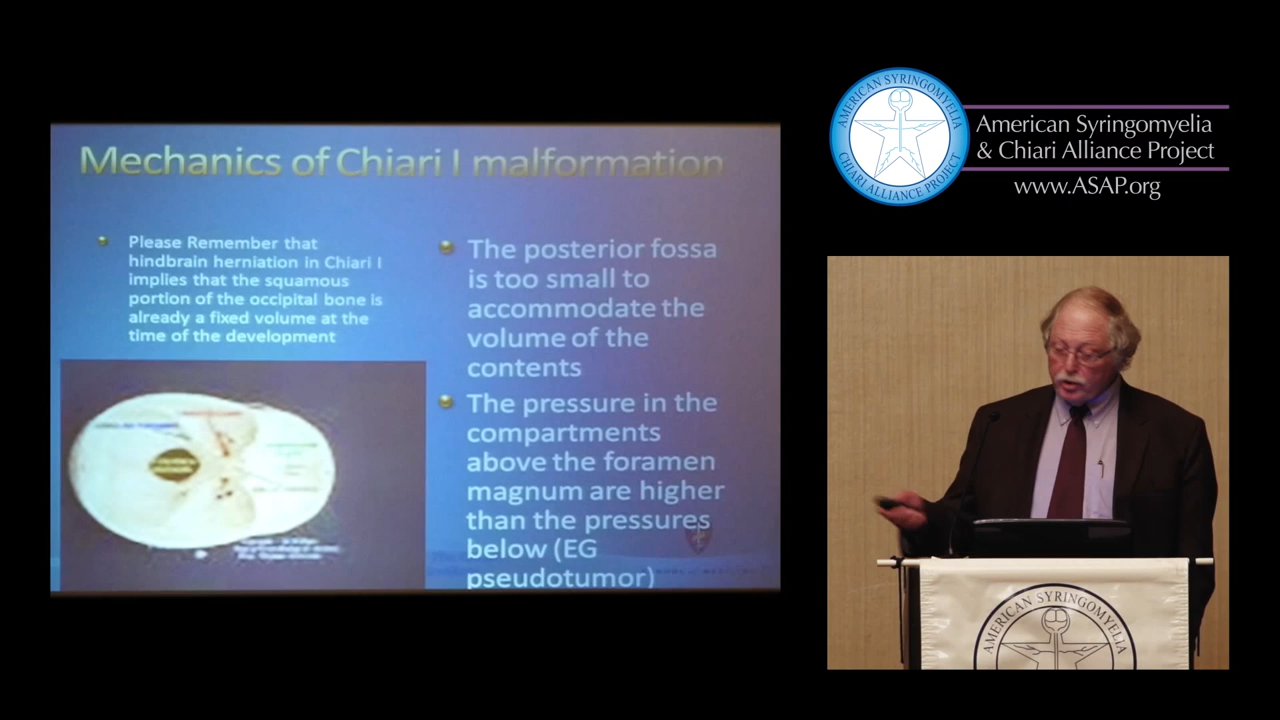 Mechanics of Chiari I malformation
Please Remember that
hindbrain herniation in Chiari I
implies that the squamous
portion of the occipital bone is
already a fixed volume at the
time of the development
The posterior fossa
is too small to
accommodate the
volume of the
contents
The pressure in the
compartments
above the foramen
magnum are higher
than the pressures
below (EG
pseudotumor)
AMERICAN SYRINGOMYELIA
CHIARI ALLIANCE PROJECT
American Syringomyelia
& Chiari Alliance Project
www.ASAP.org
AMERICAN SYRINGOMYELIA